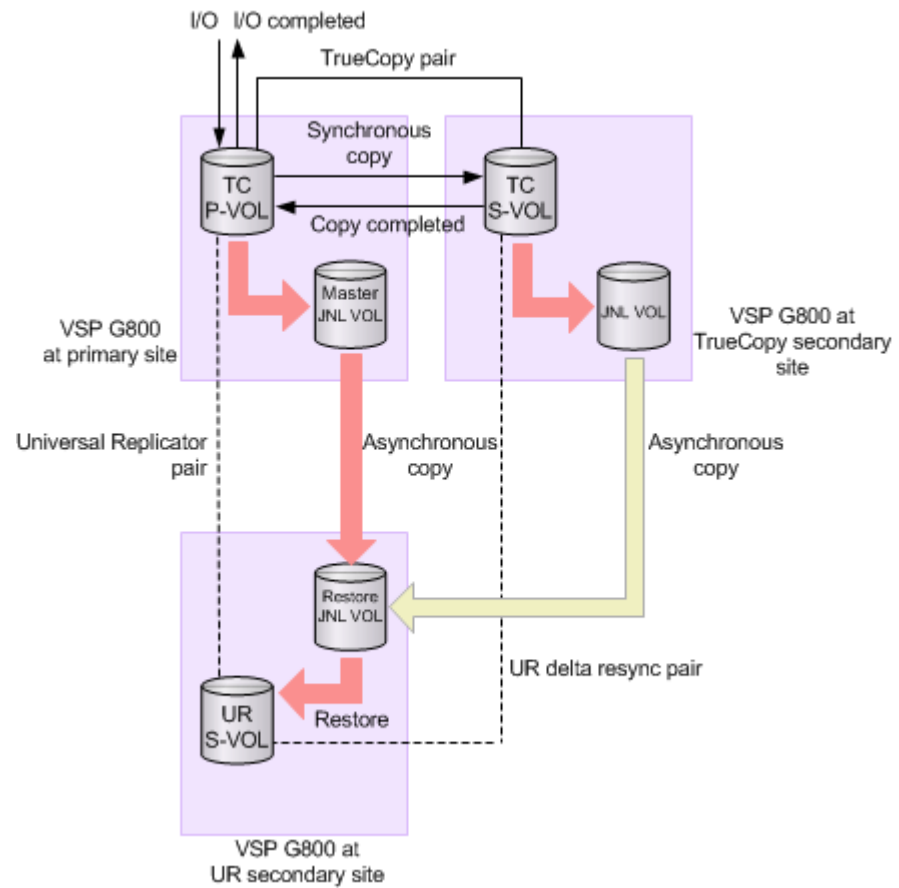 I/O I/O completed
TrueCopy pair
Synchronous
copy
TC
P-VOL
TC
S-VOL
Copy completed
Master
JNL VOL
JNL VOL
VSP G800
at primary site
VSP G800 at
TrueCopy secondary
site
Universal Replicator
pair
Asynchronous
copy
Asynchronous
copy
Restore
JNL VOL
UR delta resync pair
UR
S-VOL
Restore
VSP G800 at
UR secondary site